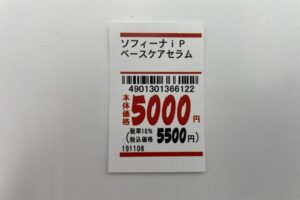 ソフィーナiP
ベースケアセラム
4901301366122
本体価格 5000円
(税率10% 税込価格 5500円)
191108